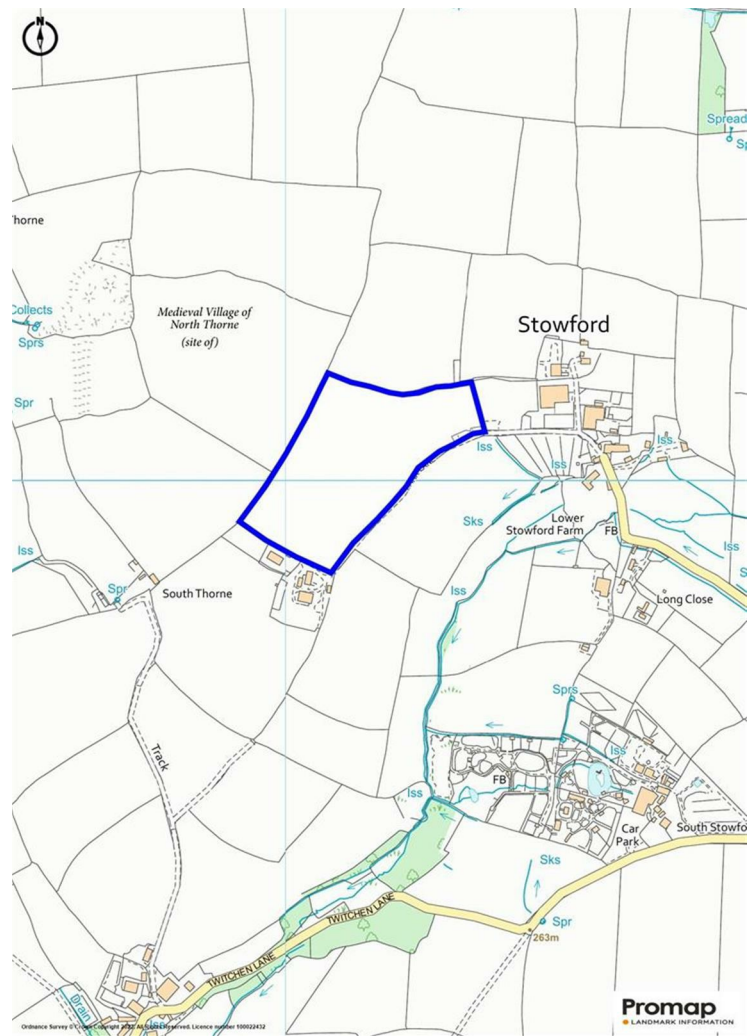 N
Spread
Sp
Thorne
Medieval Village of
North Thorne
(site of)
Collects
Sprs
Stowford
Spr
Iss
Iss
Iss
Sks
Lower
Stowford Farm
FB
Iss
Iss
Spr
South Thorne
Iss
Long Close
Sprs
Track
Iss
FB
Iss
Car
Park
South Stowfo
Sks
TWITCHEN LANE
Spr
263m
TWITCHEN LANE
Drain
Iss
Promap
LANDMARK INFORMATION